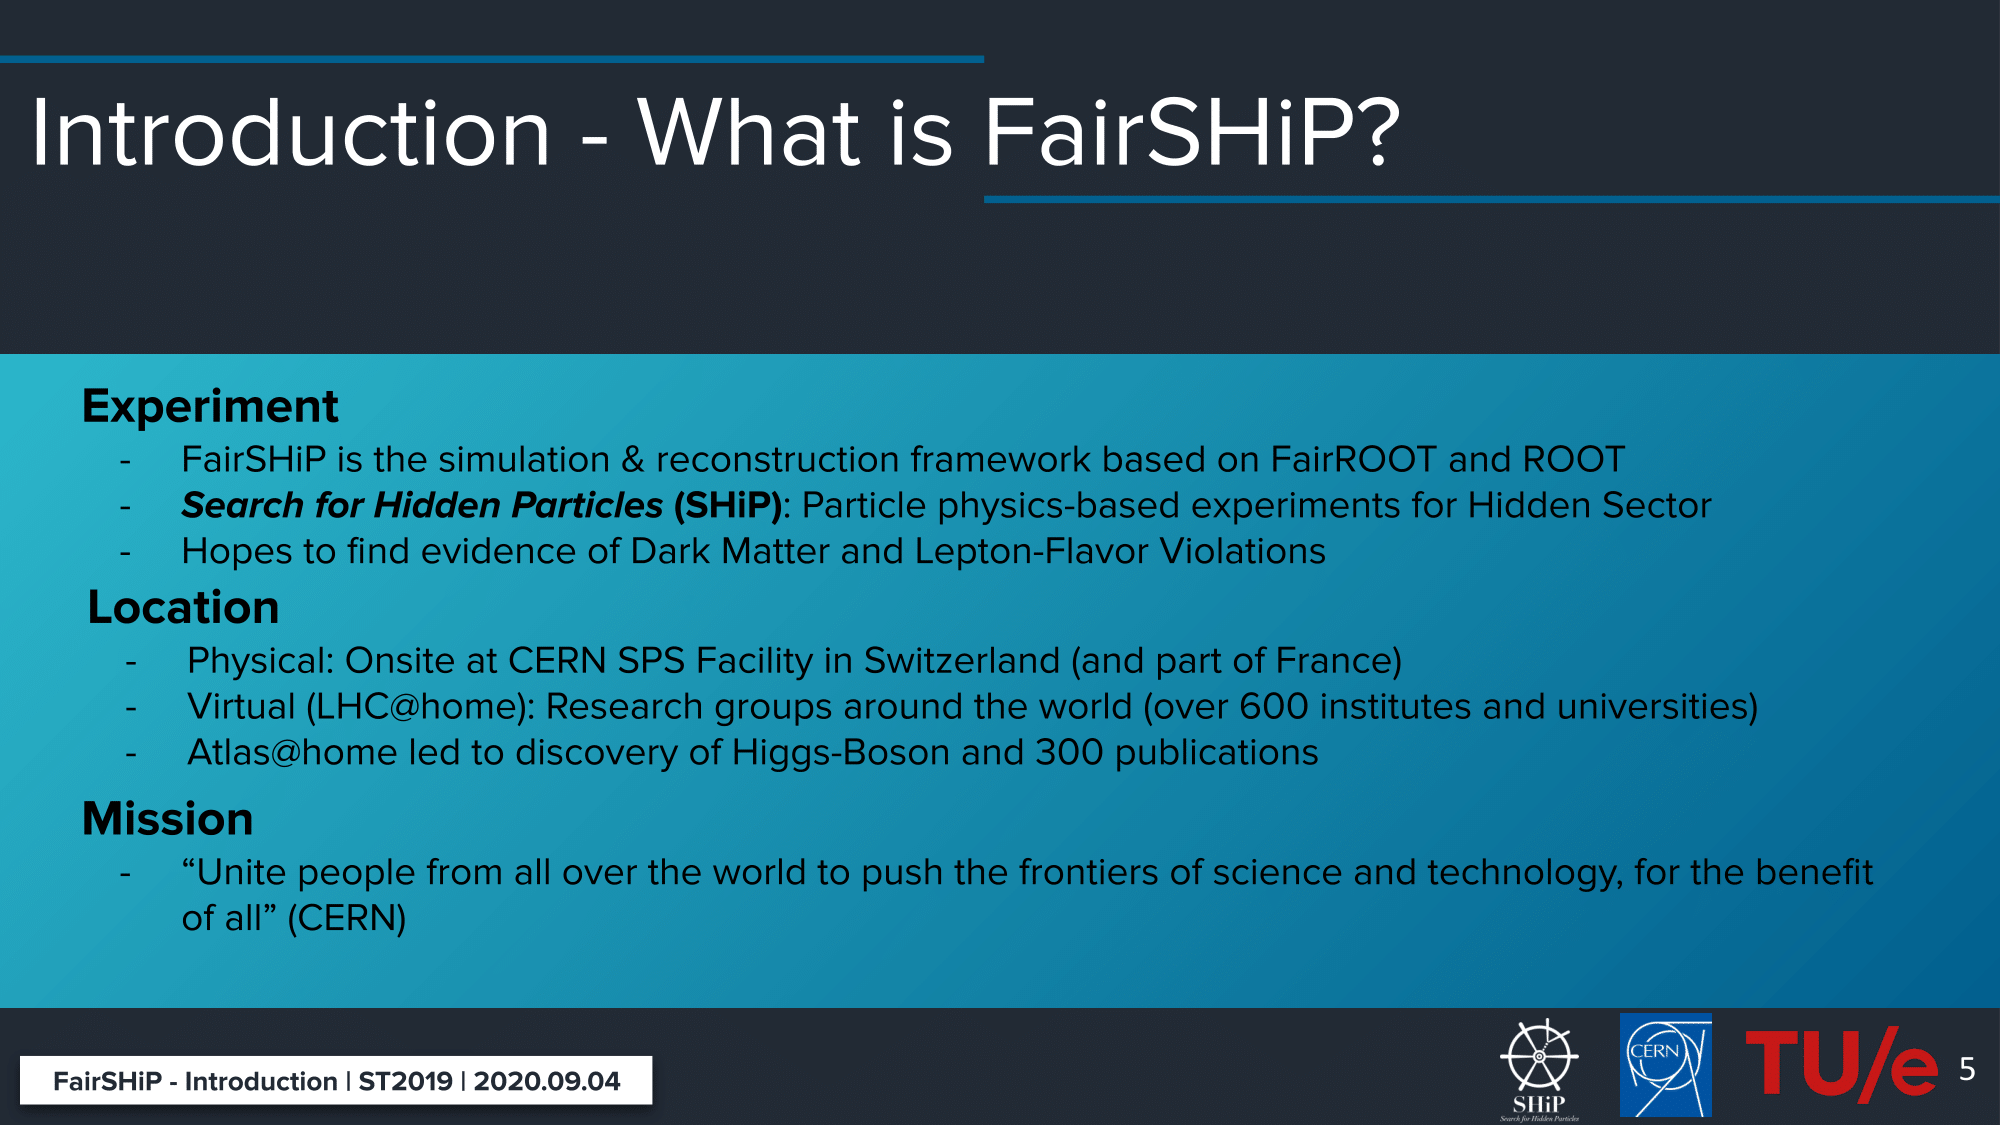 Introduction - What is FairSHiP?
Experiment
- FairSHiP is the simulation & reconstruction framework based on FairROOT and ROOT
- Search for Hidden Particles (SHiP): Particle physics-based experiments for Hidden Sector
- Hopes to find evidence of Dark Matter and Lepton-Flavor Violations
Location
- Physical: Onsite at CERN SPS Facility in Switzerland (and part of France)
- Virtual (LHC@home): Research groups around the world (over 600 institutes and universities)
- Atlas@home led to discovery of Higgs-Boson and 300 publications
Mission
- “Unite people from all over the world to push the frontiers of science and technology, for the benefit
of all” (CERN)
FairSHiP - Introduction | ST2019 | 2020.09.04
SHiP
Search for Hidden Particles
CERN
TU/e
5